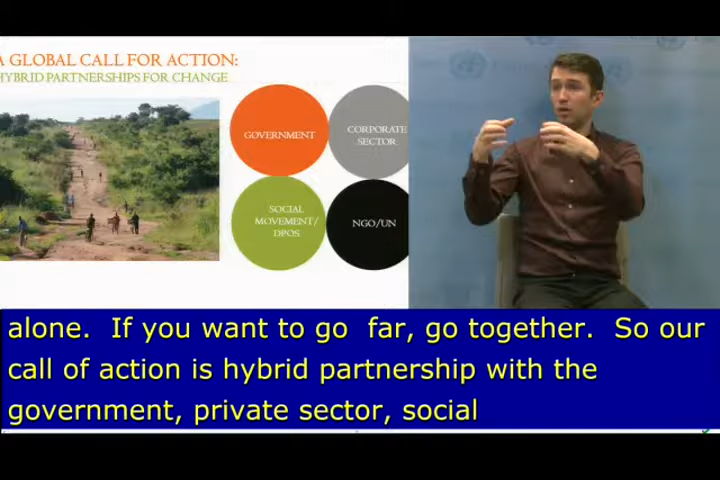 A GLOBAL CALL FOR ACTION:
HYBRID PARTNERSHIPS FOR CHANGE
GOVERNMENT
CORPORATE
SECTOR
SOCIAL
MOVEMENT/
DPOS
NGO/UN
alone. If you want to go far, go together. So our
call of action is hybrid partnership with the
government, private sector, social